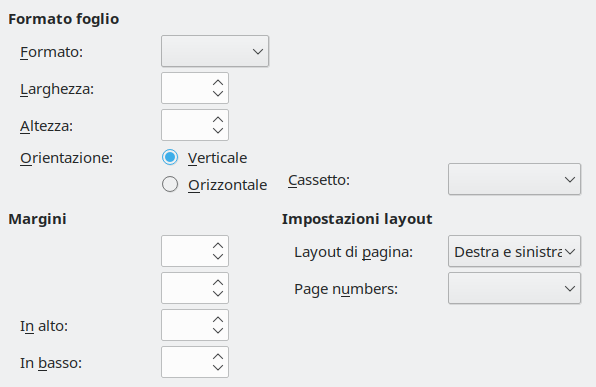 Formato foglio
Formato:
Larghezza:
Altezza:
Orientazione:
Verticale
Orizzontale
Cassetto:
Margini
Impostazioni layout
Layout di pagina:
Destra e sinistra
Page numbers:
In alto:
In basso: